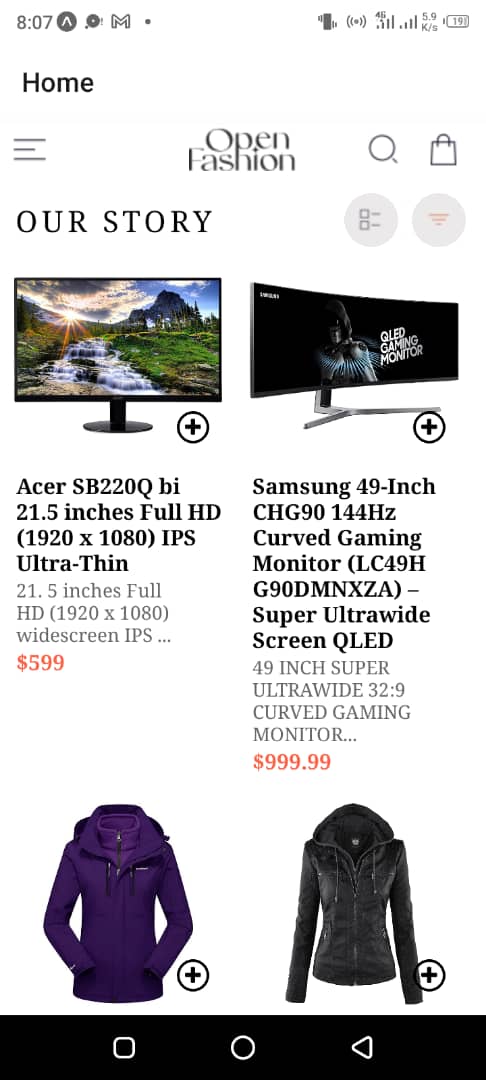 8:07
4G
5.9
K/s
19
Home
Open
Fashion
OUR STORY
SAMSUNG
QLED
GAMING
MONITOR
Acer SB220Q bi
21.5 inches Full HD
(1920 x 1080) IPS
Ultra-Thin
21. 5 inches Full
HD (1920 x 1080)
widescreen IPS ...
$599
Samsung 49-Inch
CHG90 144Hz
Curved Gaming
Monitor (LC49H
G90DMNXZA) –
Super Ultrawide
Screen QLED
49 INCH SUPER
ULTRAWIDE 32:9
CURVED GAMING
MONITOR...
$999.99